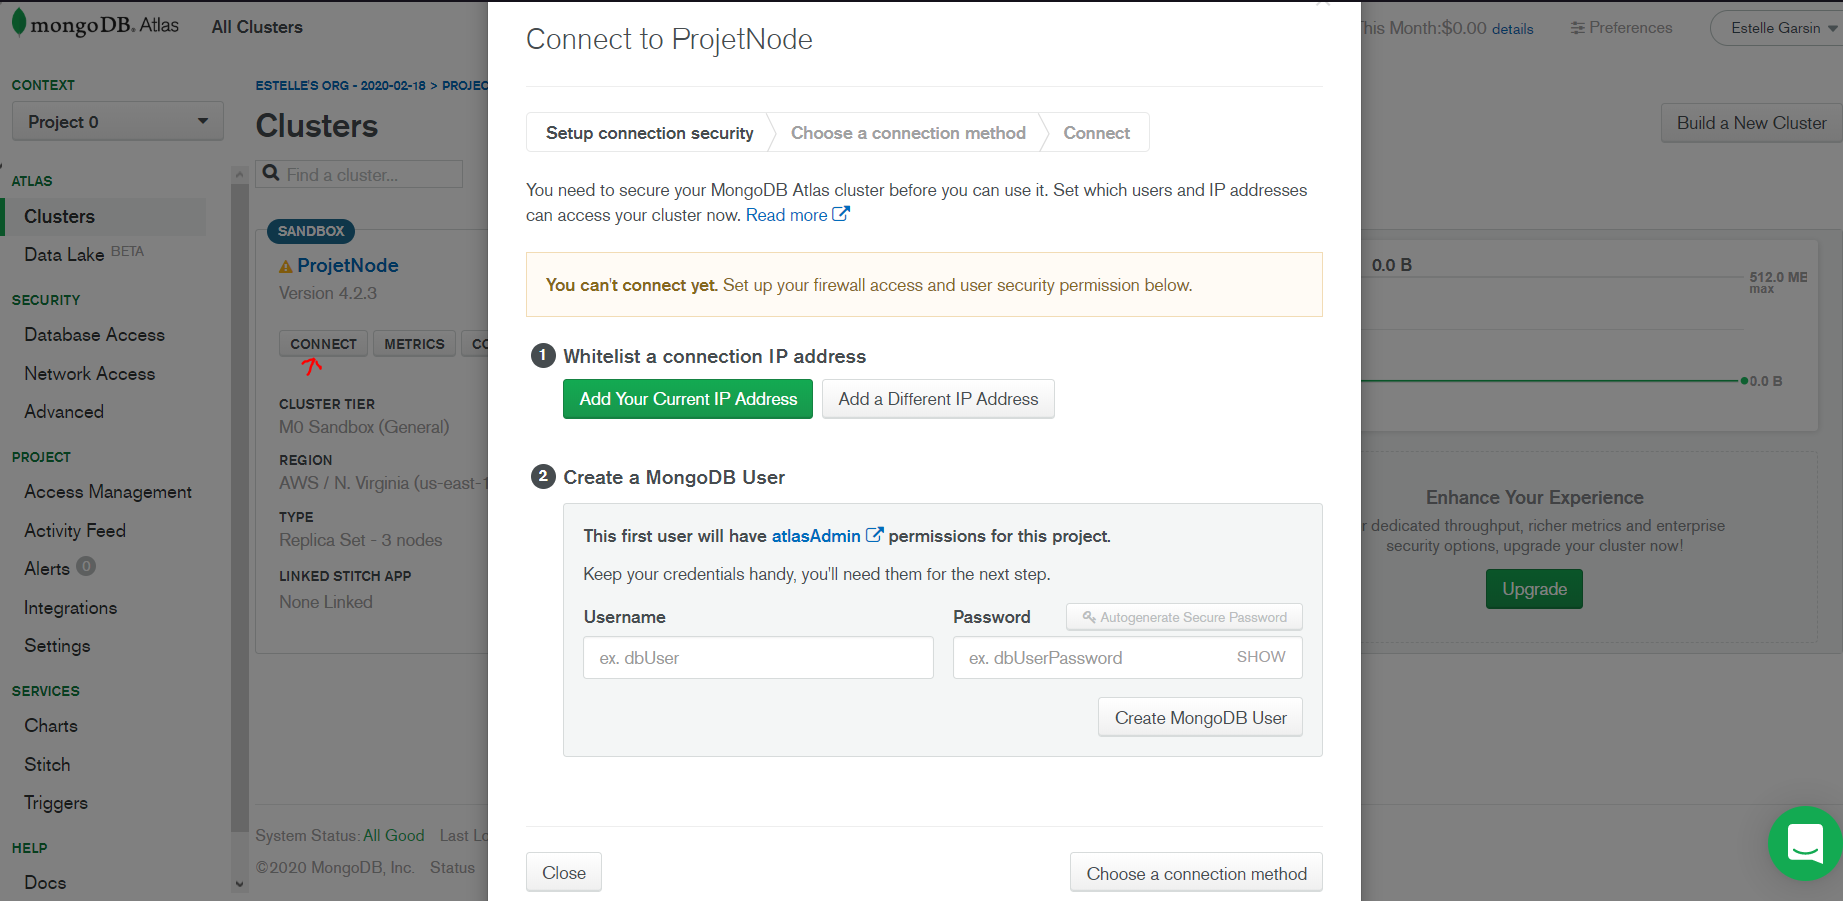 mongoDB. Atlas
All Clusters
This Month:$0.00 details
Preferences
Estelle Garsin
CONTEXT
Project 0
ATLAS
Clusters
Data Lake BETA
SECURITY
Database Access
Network Access
Advanced
PROJECT
Access Management
Activity Feed
Alerts 0
Integrations
Settings
SERVICES
Charts
Stitch
Triggers
HELP
Docs
ESTELLE'S ORG - 2020-02-18 > PROJEC
Clusters
Find a cluster...
SANDBOX
ProjetNode
Version 4.2.3
CONNECT METRICS CO
CLUSTER TIER
M0 Sandbox (General)
REGION
AWS / N. Virginia (us-east-1
TYPE
Replica Set - 3 nodes
LINKED STITCH APP
None Linked
System Status: All Good Last Lo
©2020 MongoDB, Inc. Status
Connect to ProjetNode
Setup connection security
Choose a connection method
Connect
You need to secure your MongoDB Atlas cluster before you can use it. Set which users and IP addresses
can access your cluster now. Read more
You can't connect yet. Set up your firewall access and user security permission below.
1 Whitelist a connection IP address
Add Your Current IP Address
Add a Different IP Address
2 Create a MongoDB User
This first user will have atlasAdmin permissions for this project.
Keep your credentials handy, you'll need them for the next step.
Username
ex. dbUser
Password
Autogenerate Secure Password
ex. dbUserPassword
SHOW
Create MongoDB User
Close
Choose a connection method
Build a New Cluster
0.0 B
512.0 MB
max
0.0 B
Enhance Your Experience
r dedicated throughput, richer metrics and enterprise
security options, upgrade your cluster now!
Upgrade